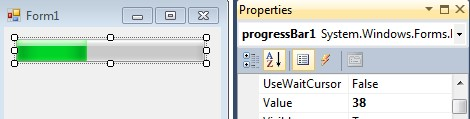 Form1
Properties
progressBar1 System.Windows.Forms.
UseWaitCursor False
Value 38